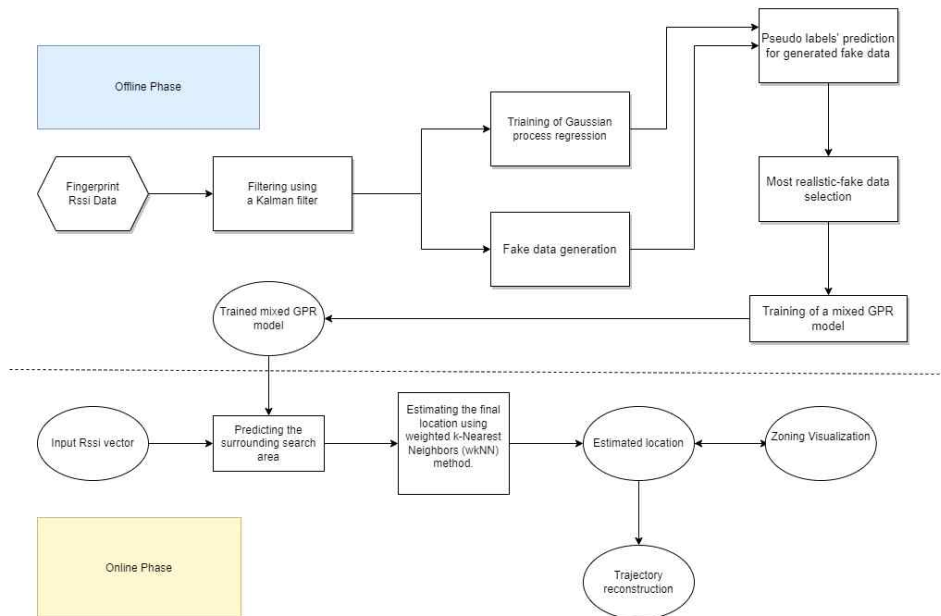 Pseudo labels' prediction
for generated fake data
Offline Phase
Triaining of Gaussian
process regression
Fingerprint
Rssi Data
Filtering using
a Kalman filter
Most realistic-fake data
selection
Fake data generation
Trained mixed GPR
model
Training of a mixed GPR
model
Input Rssi vector
Predicting the
surrounding search
area
Estimating the final
location using
weighted k-Nearest
Neighbors (wkNN)
method.
Estimated location
Zoning Visualization
Online Phase
Trajectory
reconstruction